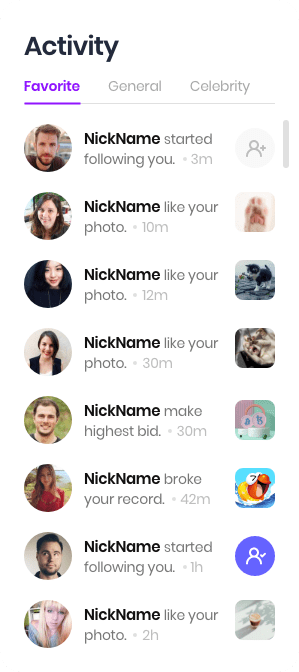 Activity
Favorite General Celebrity
NickName started
following you. • 3m
NickName like your
photo. • 10m
NickName like your
photo. • 12m
NickName like your
photo. • 30m
NickName make
highest bid. • 30m
NickName broke
your record. • 42m
NickName started
following you. • 1h
NickName like your
photo. • 2h